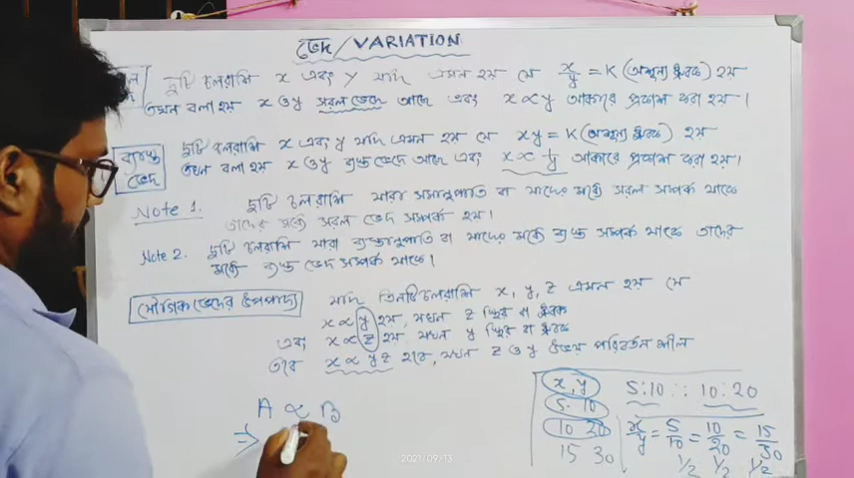 ভেদ / VARIATION
দুটি চলরাশি x এবং y যদি এমন হয় যে x/y = K (অশূন্য ধ্রুবক) হয়
তখন বলা হয় x ও y সরল ভেদে আছে এবং x ∝ y আকারে প্রকাশ করা হয়।
ব্যস্ত ভেদ
দুটি চলরাশি x এবং y যদি এমন হয় যে xy = K (অশূন্য ধ্রুবক) হয়
তখন বলা হয় x ও y ব্যস্ত ভেদে আছে এবং x ∝ 1/y আকারে প্রকাশ করা হয়।
Note 1. দুটি চলরাশি যারা সমানুপাতি বা যাদের মধ্যে সরল সম্পর্ক থাকে
তাদের মধ্যে সরল ভেদ সম্পর্ক হয়।
Note 2. দুটি চলরাশি যারা ব্যস্তানুপাতি বা যাদের মধ্যে ব্যস্ত সম্পর্ক থাকে তাদের
মধ্যে ব্যস্ত ভেদ সম্পর্ক থাকে।
যৌগিক ভেদের উপপাদ্য
যদি তিনটি চলরাশি x, y, z এমন হয় যে
x ∝ y হয়, যখন z স্থির বা ধ্রুবক
এবং x ∝ z হয় যখন y স্থির বা ধ্রুবক
তবে x ∝ yz হবে, যখন z ও y উভয় পরিবর্তনশীল
A ∝ B
⇒
x, y
5 10
10 20
15 30
5:10 :: 10:20
x/y = 5/10 = 10/20 = 15/30
1/2 1/2 1/2
2021/09/13